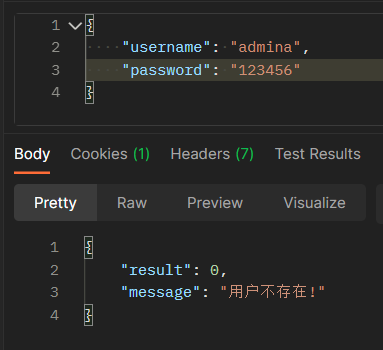 1 {
2 "username": "admina",
3 "password": "123456"
4 }
Body Cookies (1) Headers (7) Test Results
Pretty Raw Preview Visualize
1 {
2 "result": 0,
3 "message": "用户不存在!"
4 }